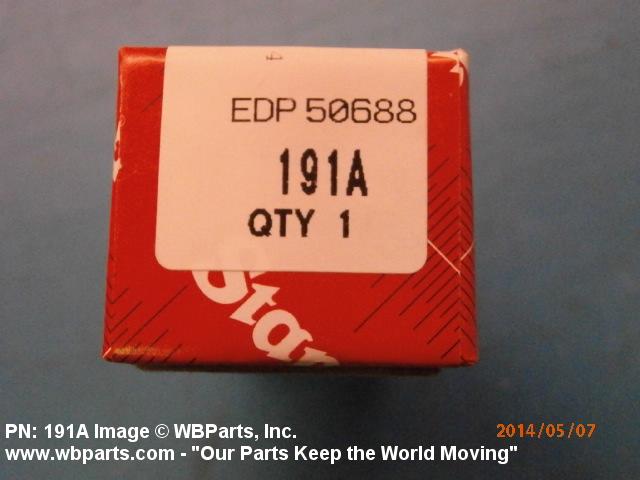 EDP 50688
191A
QTY 1
Star
PN: 191A Image © WBParts, Inc.
2014/05/07
www.wbparts.com - "Our Parts Keep the World Moving"